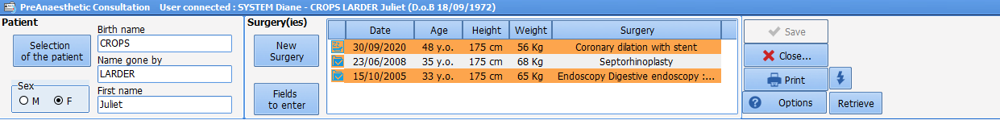 PreAnaesthetic Consultation User connected : SYSTEM Diane - CROPS LARDER Juliet (D.o.B 18/09/1972)
Patient
Selection
of the patient
Sex
M F
Birth name
CROPS
Name gone by
LARDER
First name
Juliet
Surgery(ies)
New
Surgery
Fields
to enter
Date Age Height Weight Surgery
30/09/2020 48 y.o. 175 cm 56 Kg Coronary dilation with stent
23/06/2008 35 y.o. 175 cm 68 Kg Septorhinoplasty
15/10/2005 33 y.o. 175 cm 65 Kg Endoscopy Digestive endoscopy :...
Save
Close...
Print
Options
Retrieve